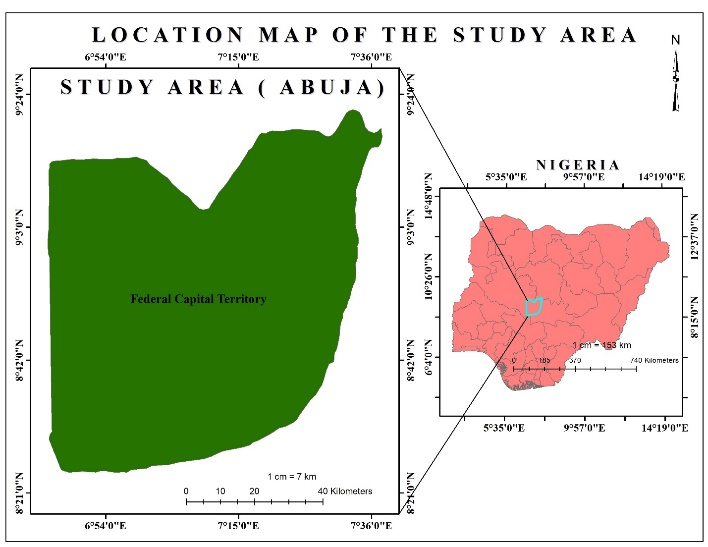 LOCATION MAP OF THE STUDY AREA
6°54'0"E 7°15'0"E 7°36'0"E
STUDY AREA ( ABUJA)
9°24'0"N 9°24'0"N
9°3'0"N 9°3'0"N
Federal Capital Territory
8°42'0"N 8°42'0"N
1 cm = 7 km
0 10 20 40 Kilometers
8°21'0"N 8°21'0"N
6°54'0"E 7°15'0"E 7°36'0"E
N
NIGERIA
5°35'0"E 9°57'0"E 14°19'0"E
14°48'0"N
12°37'0"N
10°26'0"N
8°15'0"N
1 cm = 153 km
6°4'0"N
0 185 370 740 Kilometers
5°35'0"E 9°57'0"E 14°19'0"E